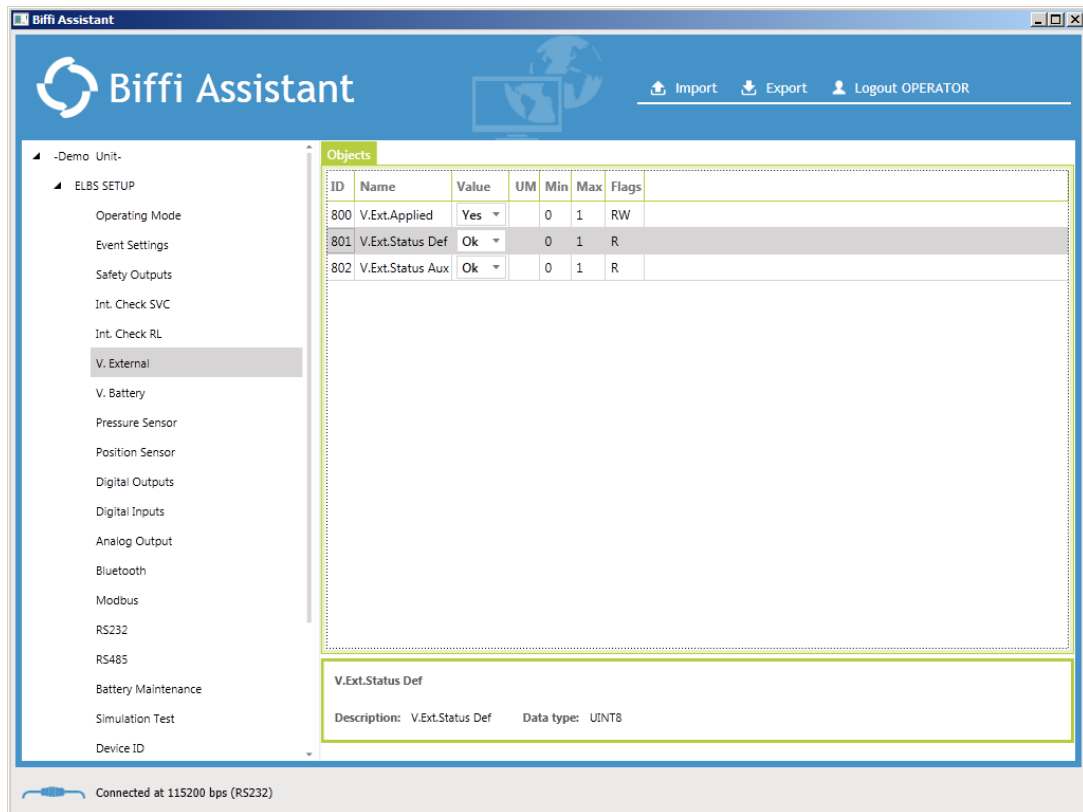 Biffi Assistant
Biffi Assistant
Import Export Logout OPERATOR
-Demo Unit-
ELBS SETUP
Operating Mode
Event Settings
Safety Outputs
Int. Check SVC
Int. Check RL
V. External
V. Battery
Pressure Sensor
Position Sensor
Digital Outputs
Digital Inputs
Analog Output
Bluetooth
Modbus
RS232
RS485
Battery Maintenance
Simulation Test
Device ID
Objects
ID Name Value UM Min Max Flags
800 V.Ext.Applied Yes 0 1 RW
801 V.Ext.Status Def Ok 0 1 R
802 V.Ext.Status Aux Ok 0 1 R
V.Ext.Status Def
Description: V.Ext.Status Def Data type: UINT8
Connected at 115200 bps (RS232)